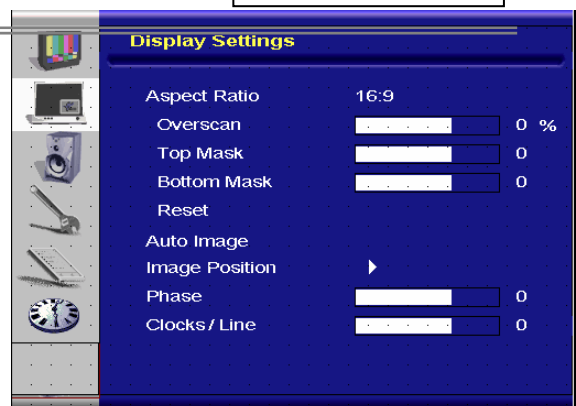 Display Settings
Aspect Ratio 16:9
Overscan 0 %
Top Mask 0
Bottom Mask 0
Reset
Auto Image
Image Position
Phase 0
Clocks / Line 0